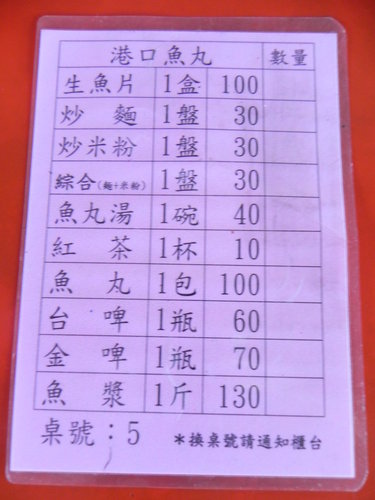 港口魚丸 數量
生魚片 1盒 100
炒麵 1盤 30
炒米粉 1盤 30
綜合(麵+米粉) 1盤 30
魚丸湯 1碗 40
紅茶 1杯 10
魚丸 1包 100
台啤 1瓶 60
金啤 1瓶 70
魚漿 1斤 130
桌號：5 *換桌號請通知櫃台